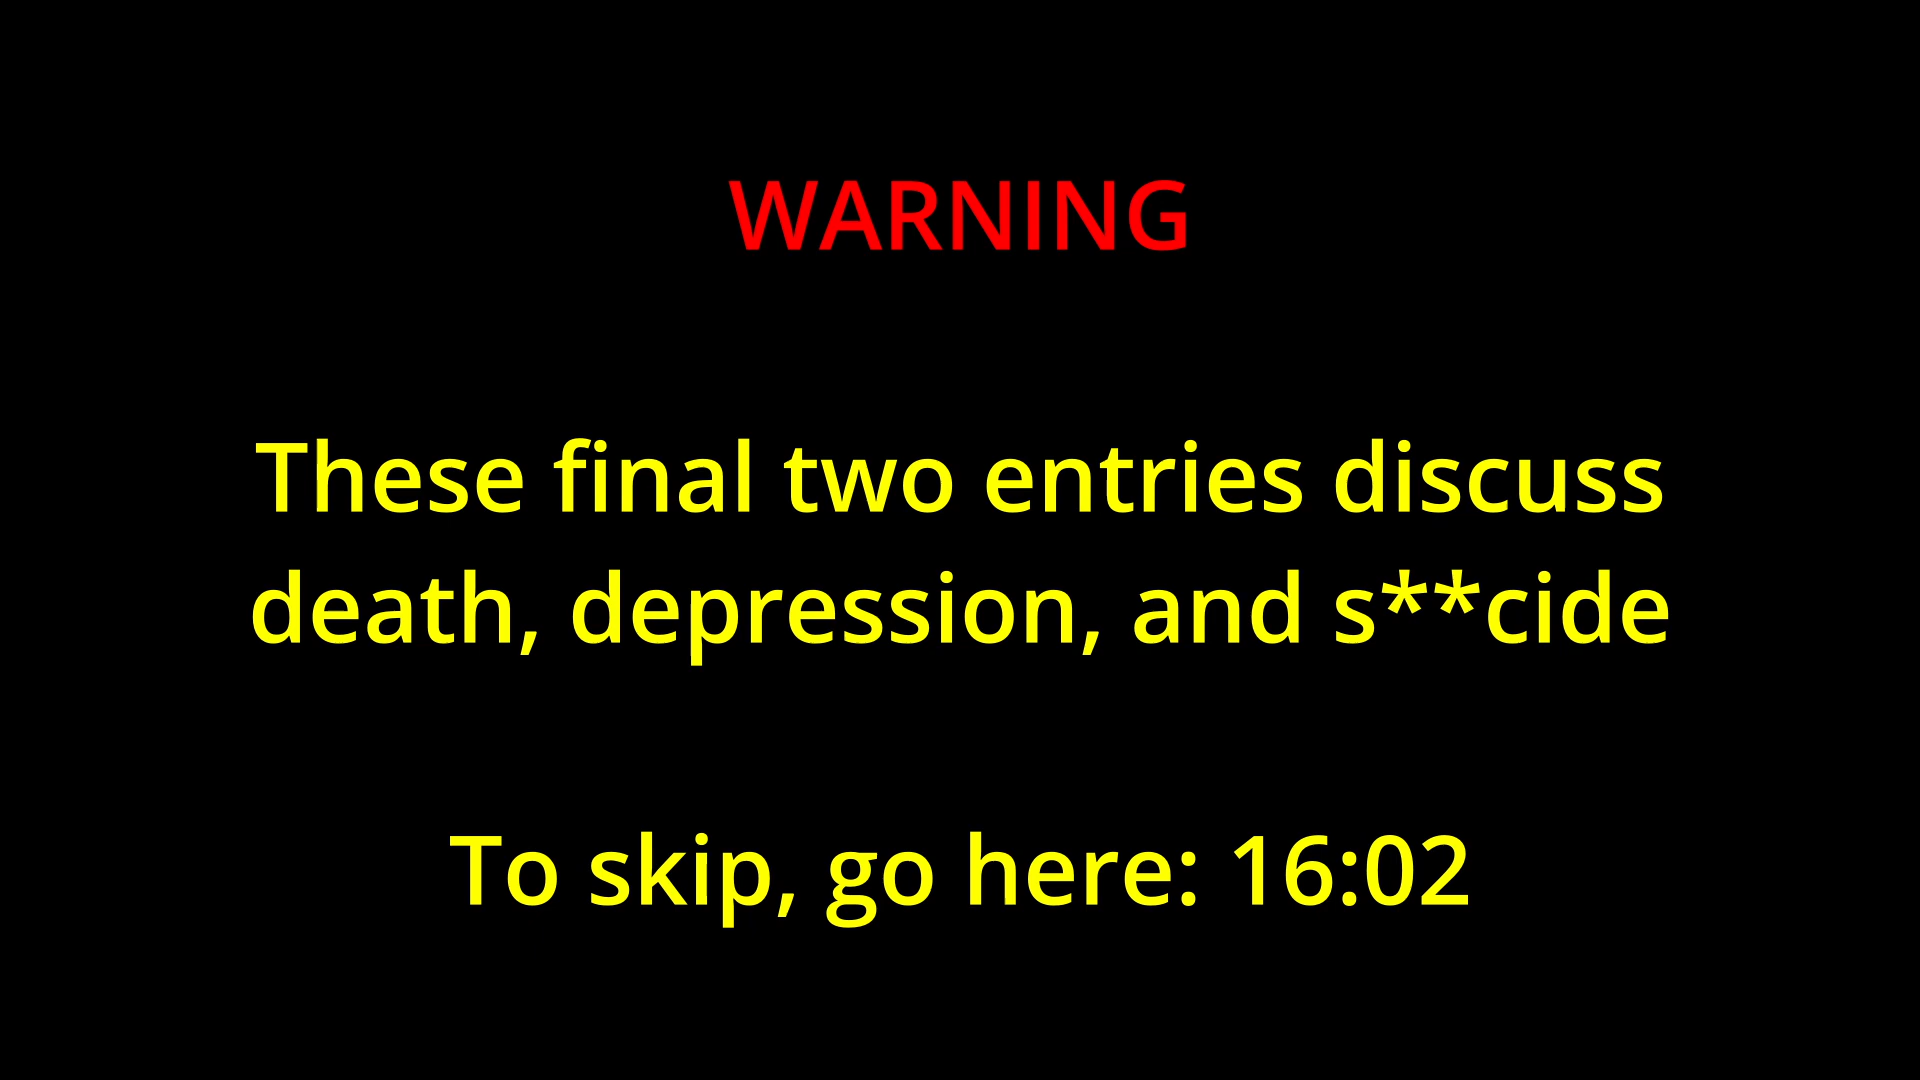 WARNING
These final two entries discuss
death, depression, and s**cide
To skip, go here: 16:02